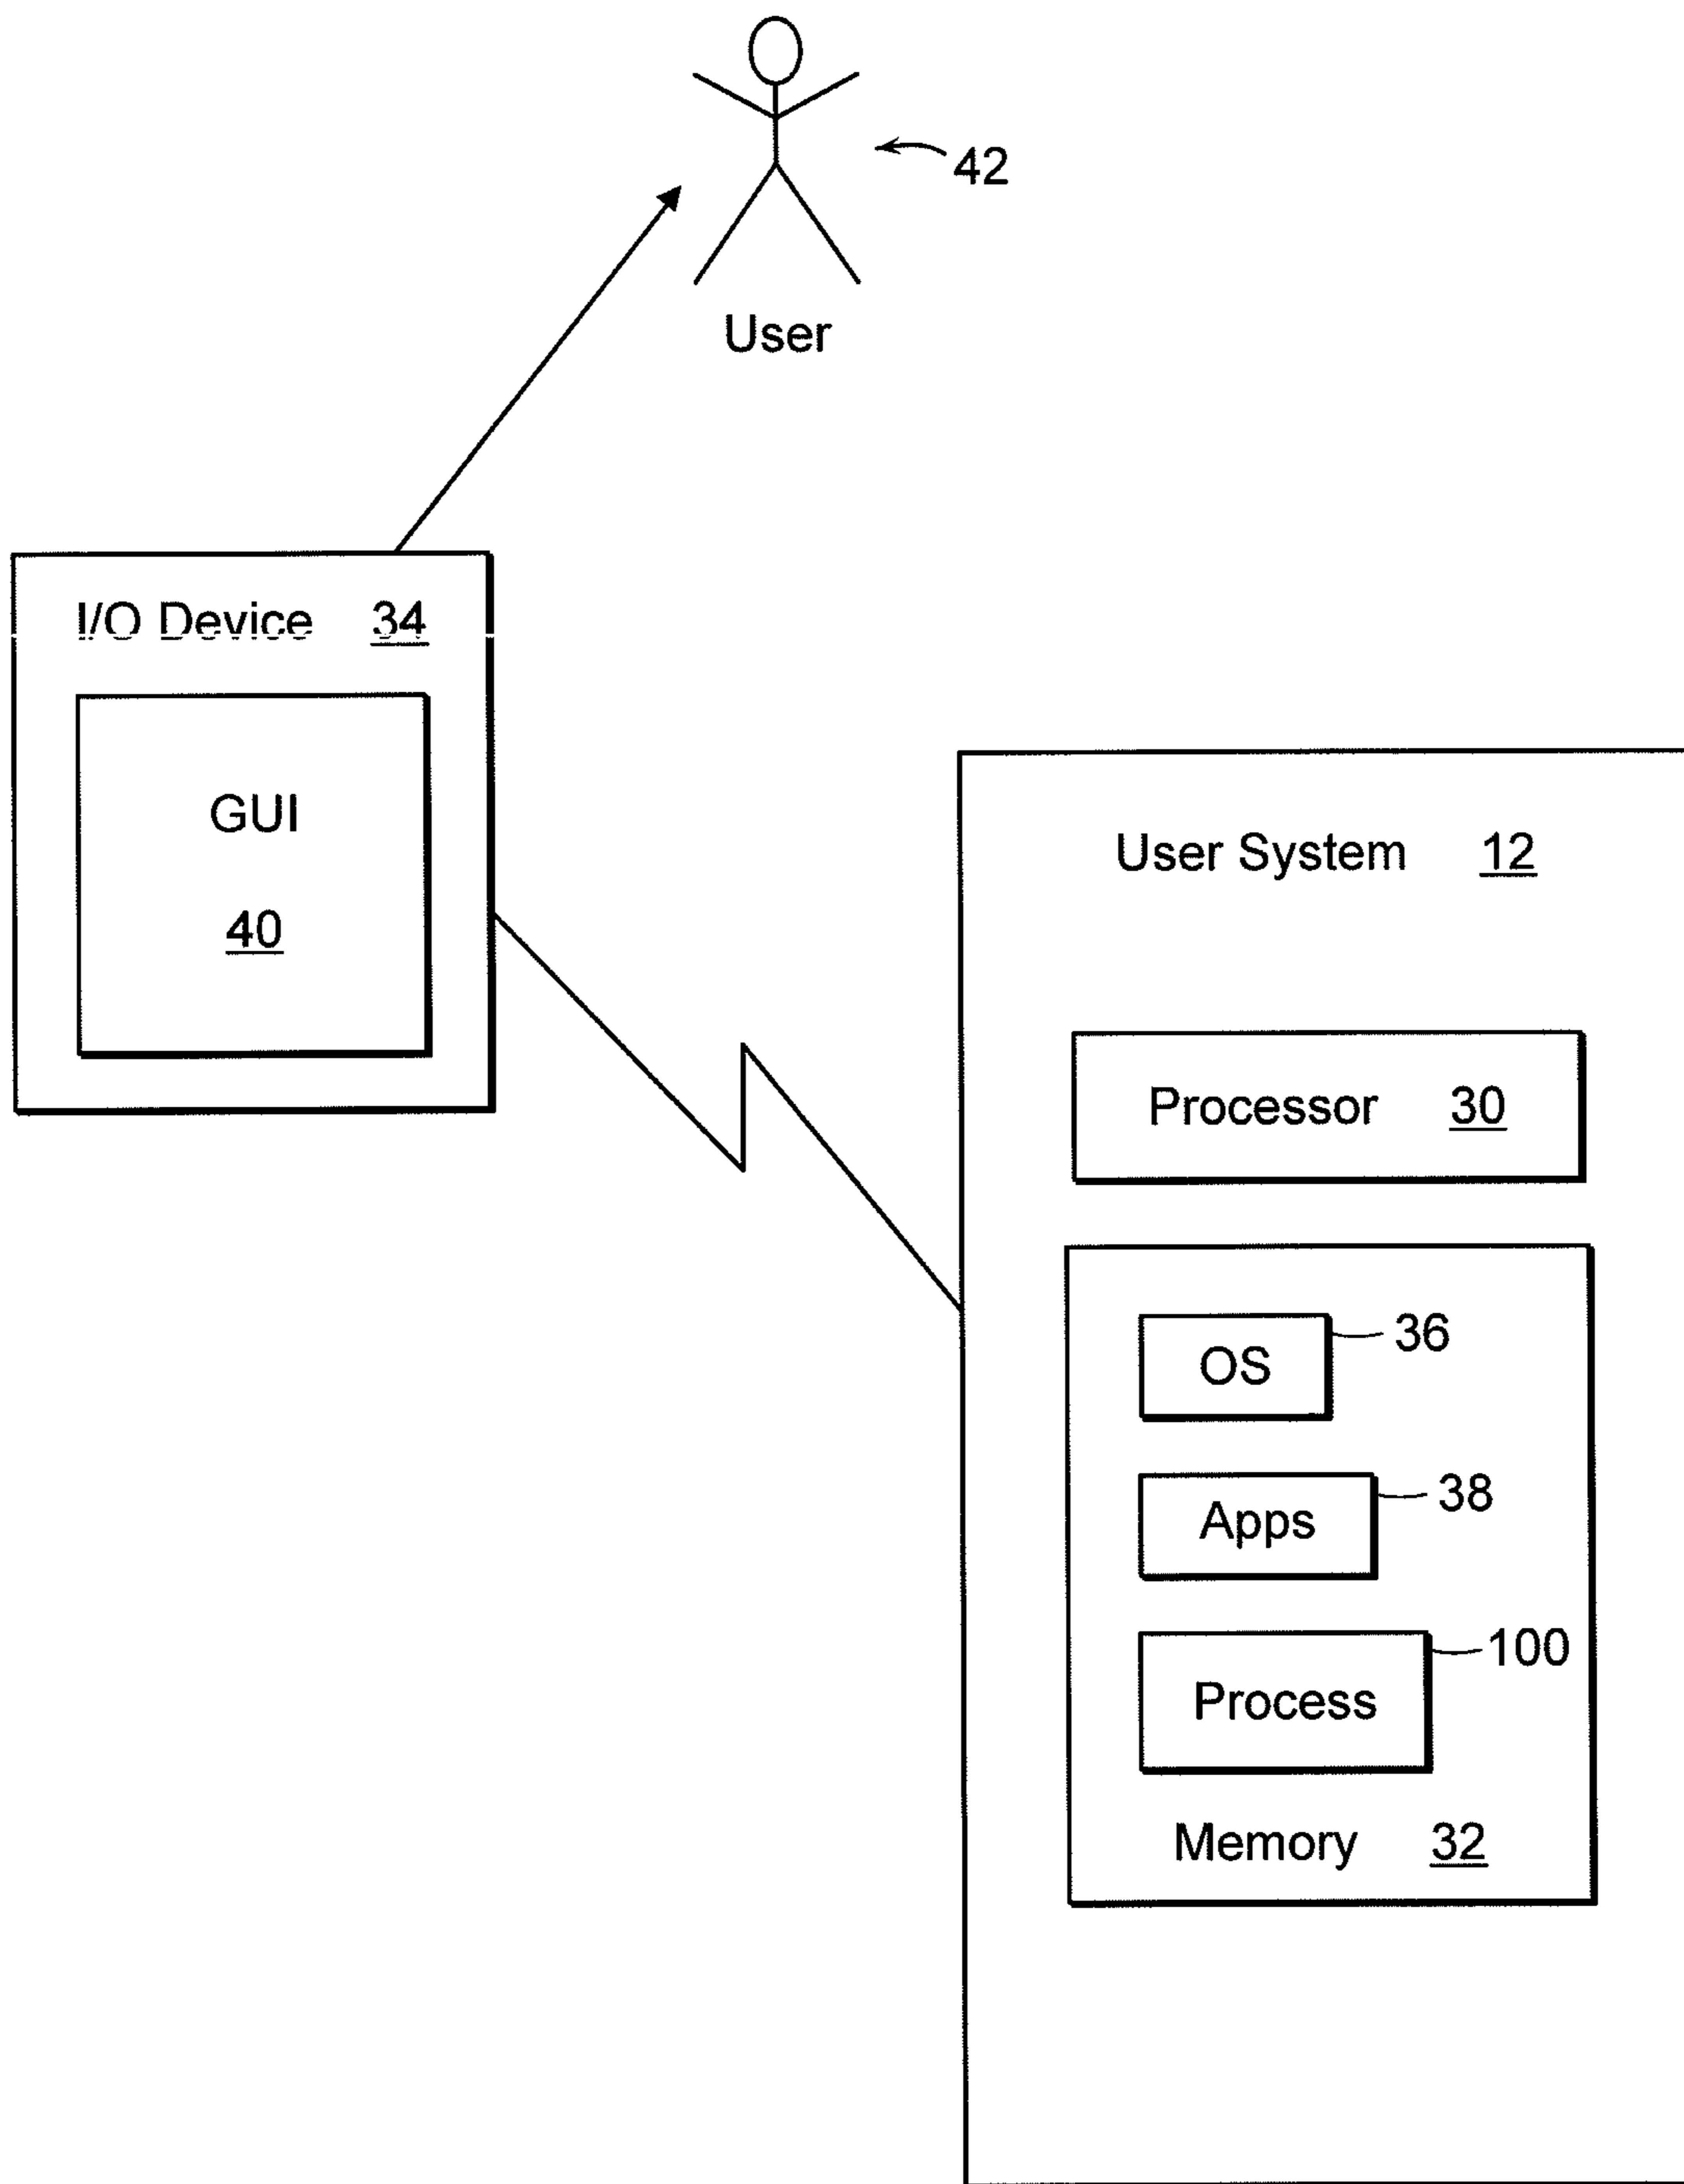 42
User
I/O Device 34
GUI
40
User System 12
Processor 30
OS
36
Apps
38
Process
100
Memory 32